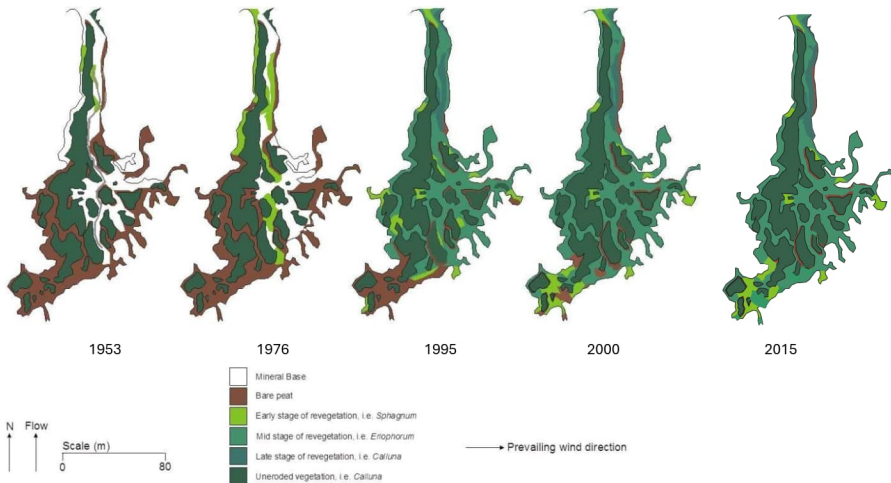 1953
1976
1995
2000
2015
Mineral Base
Bare peat
Early stage of revegetation, i.e. Sphagnum
Mid stage of revegetation, i.e. Eriophorum
Late stage of revegetation, i.e. Calluna
Uneroded vegetation, i.e. Calluna
N Flow
Scale (m)
0 80
Prevailing wind direction